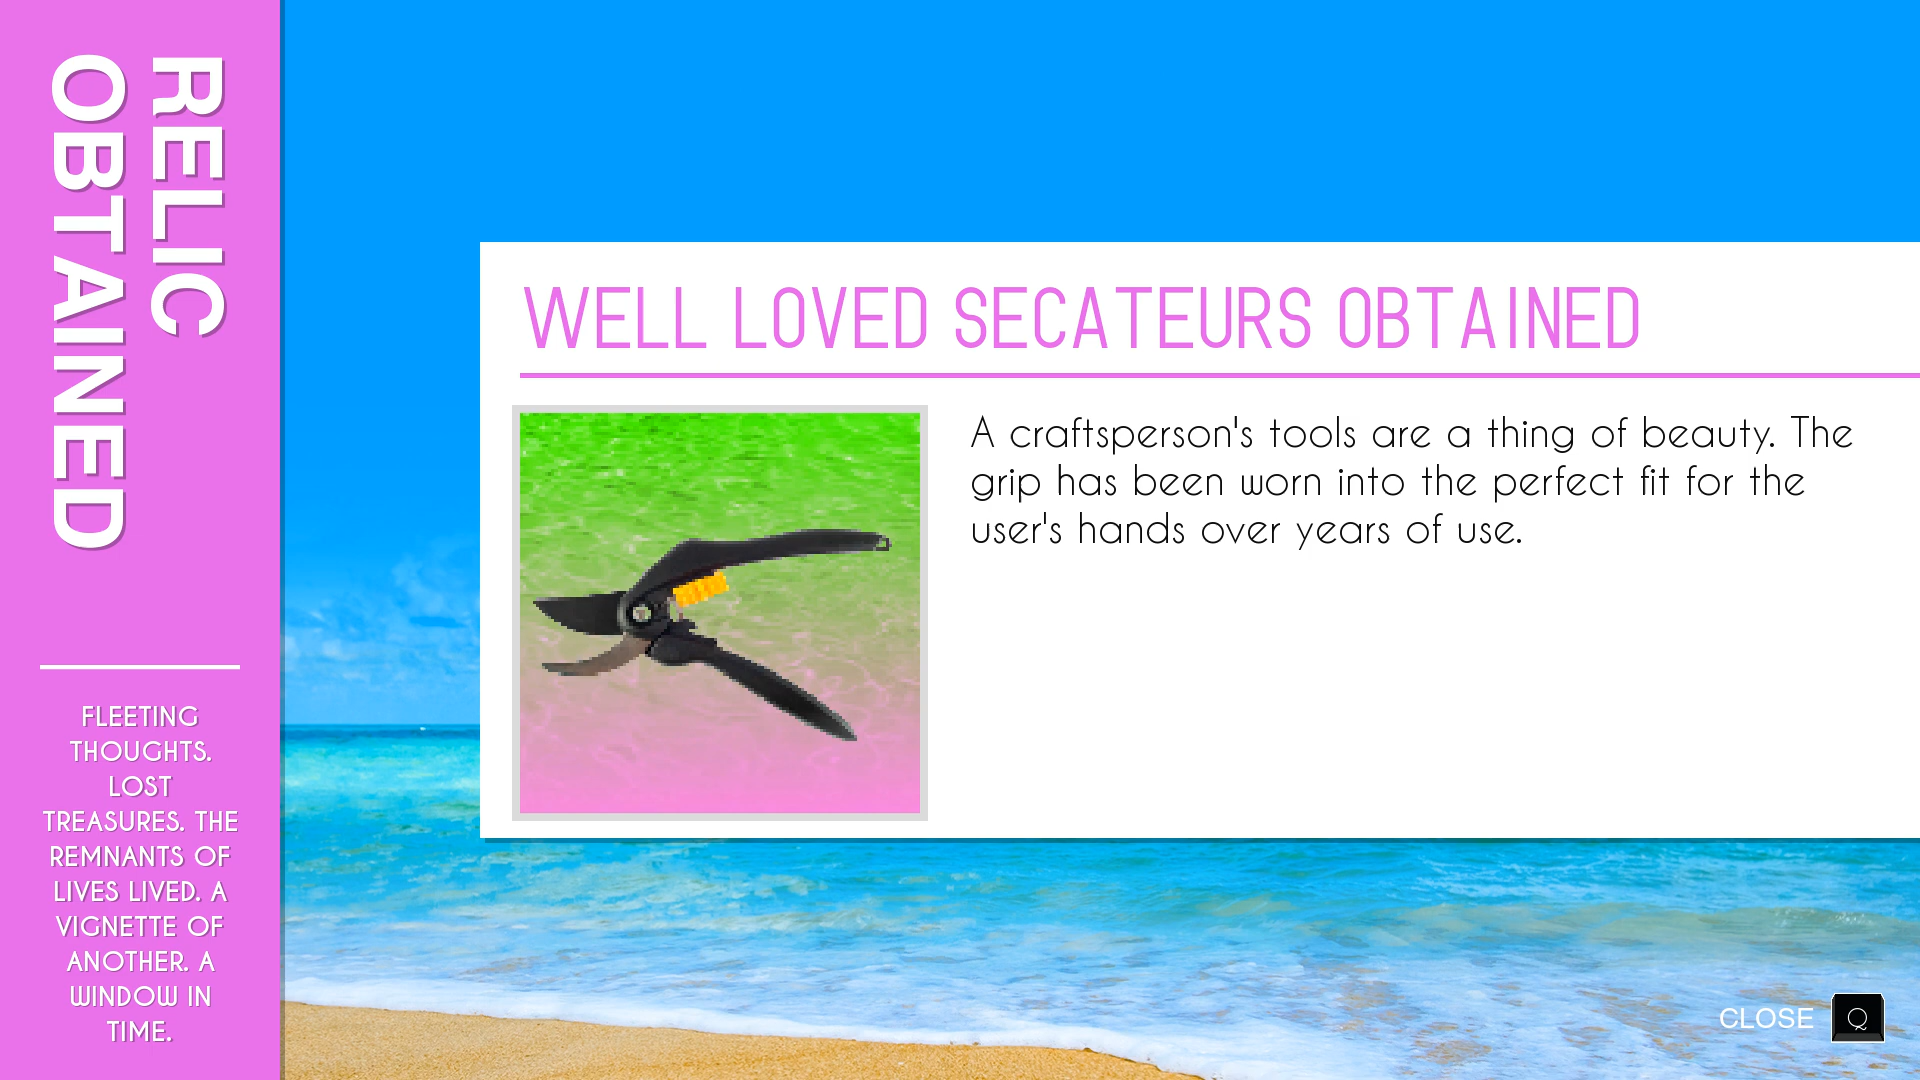 RELIC
OBTAINED
FLEETING
THOUGHTS.
LOST
TREASURES. THE
REMNANTS OF
LIVES LIVED. A
VIGNETTE OF
ANOTHER. A
WINDOW IN
TIME.
WELL LOVED SECATEURS OBTAINED
A craftsperson's tools are a thing of beauty. The
grip has been worn into the perfect fit for the
user's hands over years of use.
CLOSE Q